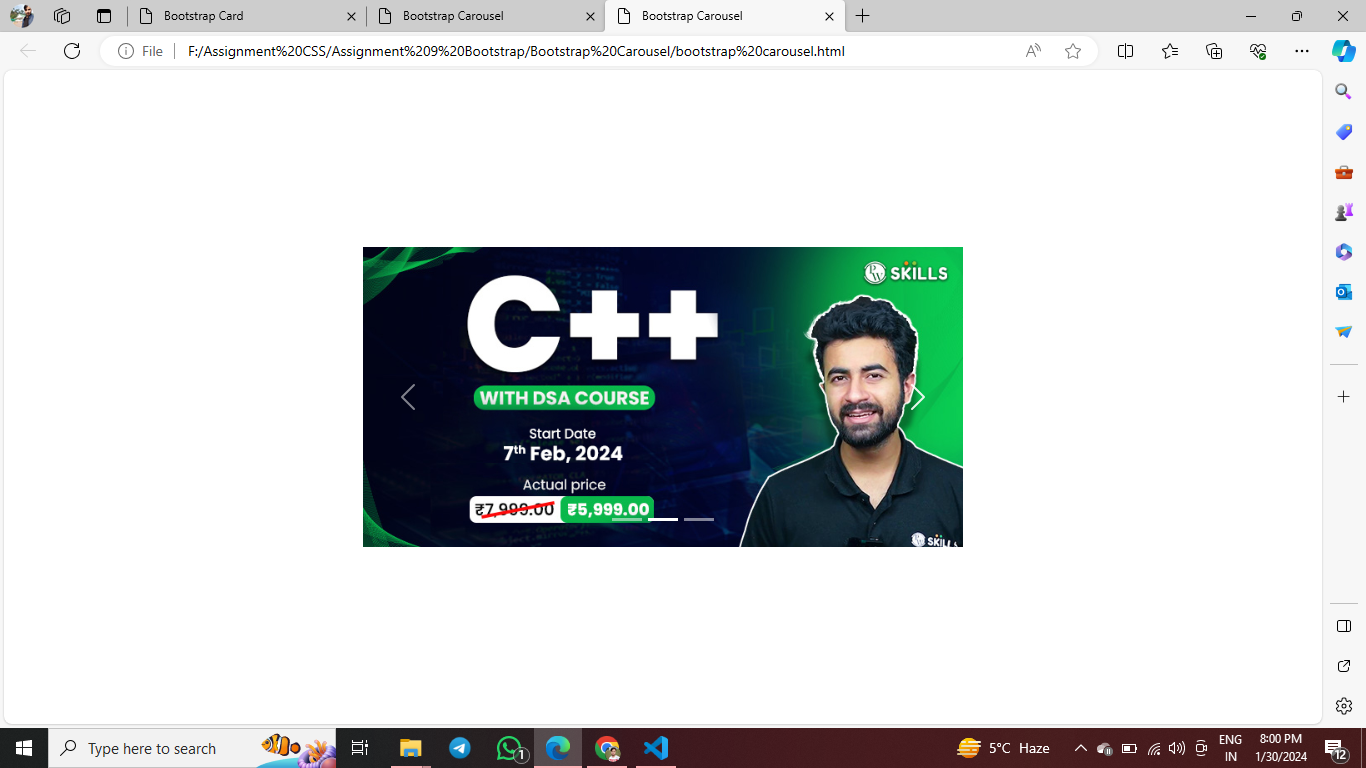 Bootstrap Card
Bootstrap Carousel
Bootstrap Carousel
File
F:/Assignment%20CSS/Assignment%209%20Bootstrap/Bootstrap%20Carousel/bootstrap%20carousel.html
PW SKILLS
C++
WITH DSA COURSE
Start Date
7th Feb, 2024
Actual price
₹7,999.00 ₹5,999.00
SKILLS
Type here to search
1
5°C Haze
ENG
IN
8:00 PM
1/30/2024
12